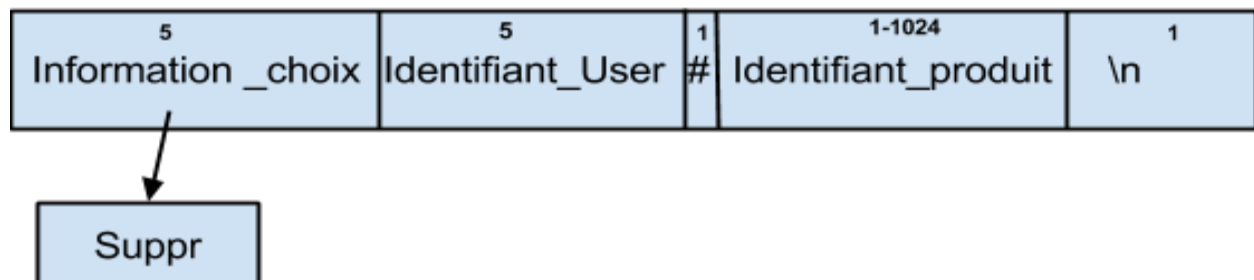 5 5 1 1-1024 1
Information _choix Identifiant_User # Identifiant_produit \n
Suppr